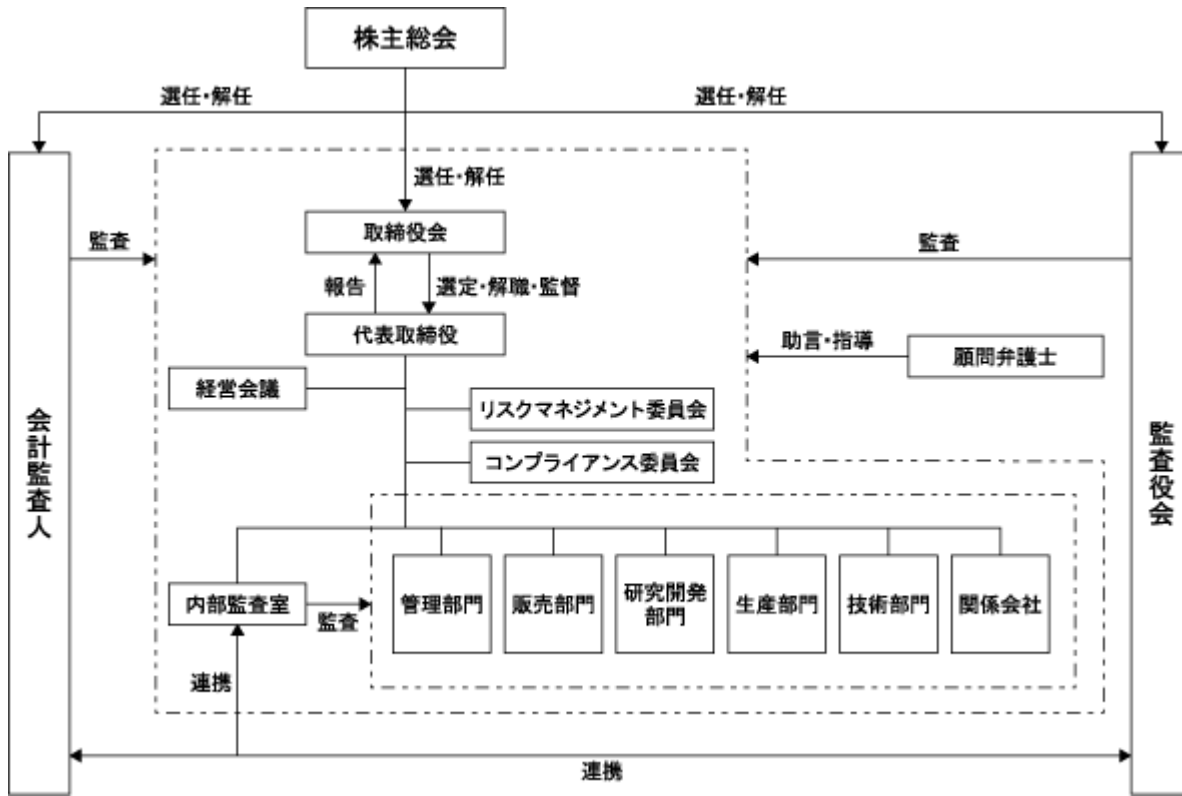 株主総会
選任・解任
選任・解任
選任・解任
取締役会
監査
監査
報告
選定・解職・監督
代表取締役
助言・指導
顧問弁護士
経営会議
リスクマネジメント委員会
コンプライアンス委員会
会計監査人
監査役会
内部監査室
監査
管理部門
販売部門
研究開発
部門
生産部門
技術部門
関係会社
連携
連携